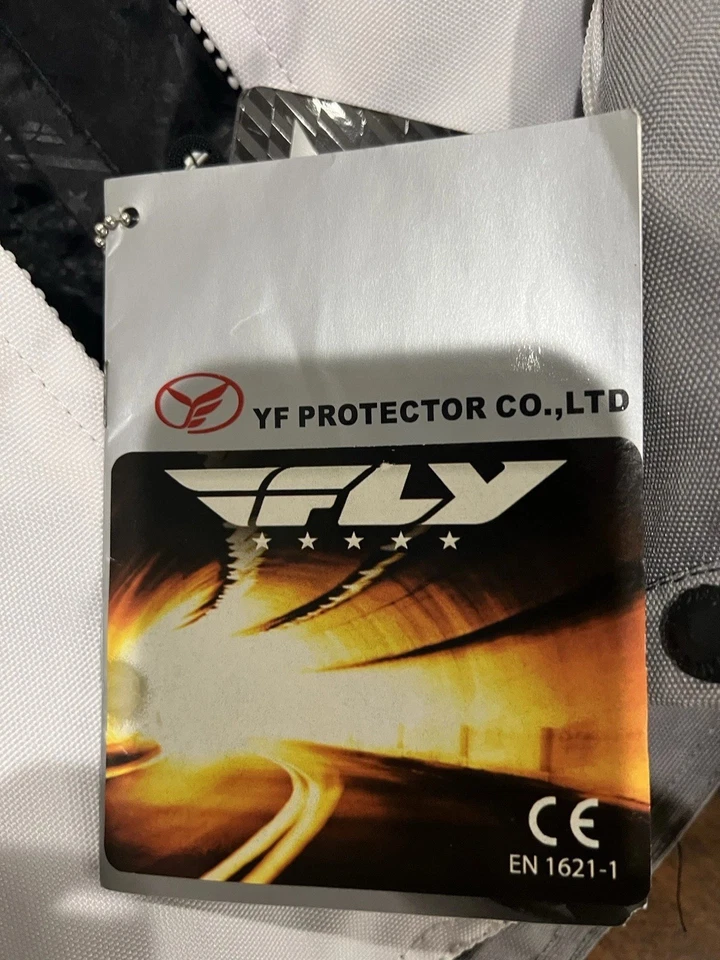 YF PROTECTOR CO.,LTD
FLY
CE
EN 1621-1